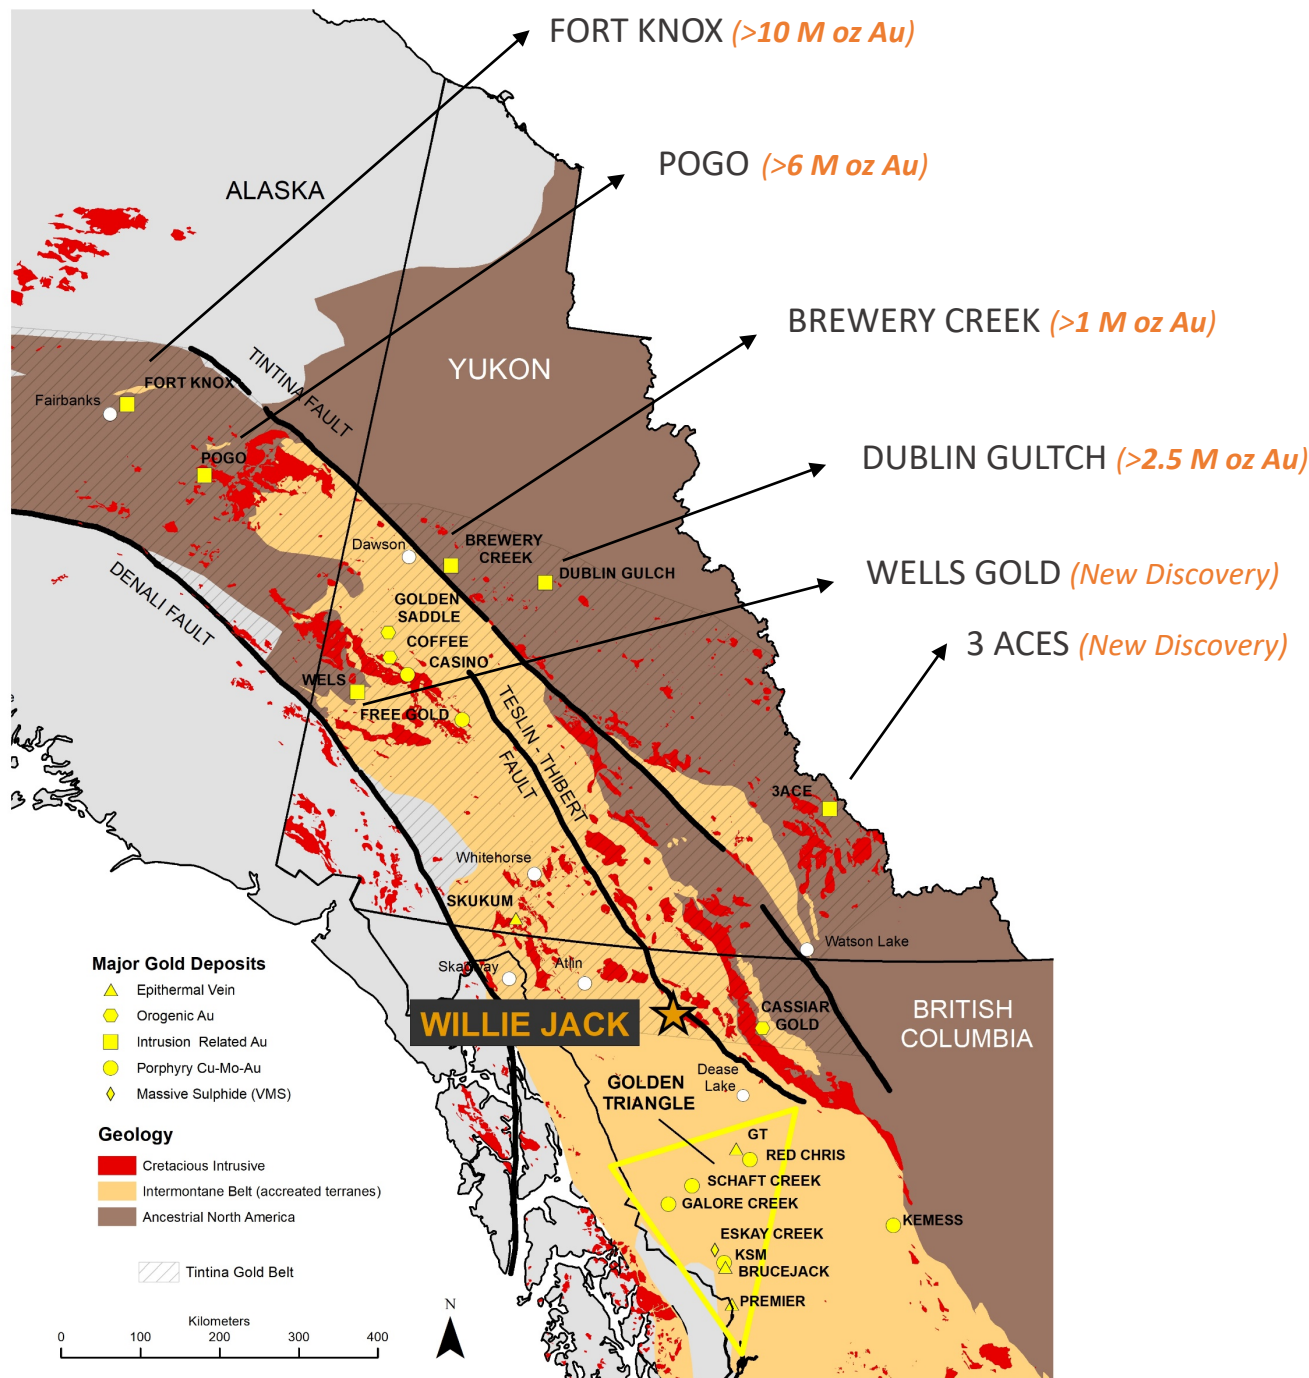 FORT KNOX (>10 M oz Au)
POGO (>6 M oz Au)
ALASKA
BREWERY CREEK (>1 M oz Au)
YUKON
TINTINA FAULT
FORT KNOX
Fairbanks
POGO
DUBLIN GULTCH (>2.5 M oz Au)
Dawson
BREWERY
CREEK
DUBLIN GULCH
WELLS GOLD (New Discovery)
DENALI FAULT
GOLDEN
SADDLE
COFFEE
CASINO
3 ACES (New Discovery)
WELS
FREE GOLD
TESLIN - THIBERT
FAULT
3ACE
Whitehorse
SKUKUM
Watson Lake
Skagway
Atlin
WILLIE JACK
CASSIAR
GOLD
BRITISH
COLUMBIA
Dease
Lake
GOLDEN
TRIANGLE
GT
RED CHRIS
SCHAFT CREEK
GALORE CREEK
KEMESS
ESKAY CREEK
KSM
BRUCEJACK
PREMIER
Major Gold Deposits
Epithermal Vein
Orogenic Au
Intrusion Related Au
Porphyry Cu-Mo-Au
Massive Sulphide (VMS)
Geology
Cretacious Intrusive
Intermontane Belt (accreated terranes)
Ancestrial North America
Tintina Gold Belt
Kilometers
0 100 200 300 400
N